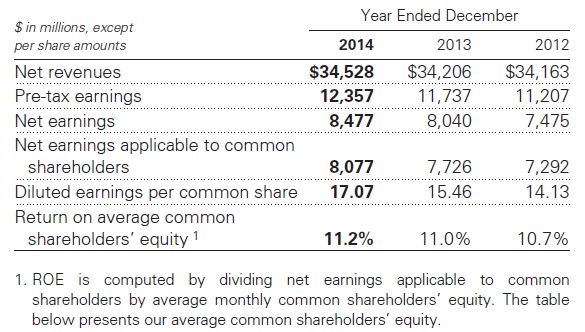 Year Ended December
$ in millions, except
per share amounts 2014 2013 2012
Net revenues $34,528 $34,206 $34,163
Pre-tax earnings 12,357 11,737 11,207
Net earnings 8,477 8,040 7,475
Net earnings applicable to common
shareholders 8,077 7,726 7,292
Diluted earnings per common share 17.07 15.46 14.13
Return on average common
shareholders’ equity 1 11.2% 11.0% 10.7%
1. ROE is computed by dividing net earnings applicable to common
shareholders by average monthly common shareholders’ equity. The table
below presents our average common shareholders’ equity.